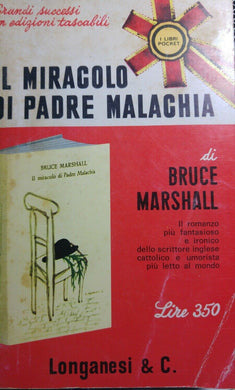 Grandi successi
in edizioni tascabili
I LIBRI
POCKET
IL MIRACOLO
DI PADRE MALACHIA
di
BRUCE
MARSHALL
Il romanzo
più fantasioso
e ironico
dello scrittore inglese
cattolico e umorista
più letto al mondo
BRUCE MARSHALL
Il miracolo di Padre Malachia
Lire 350
Longanesi & C.